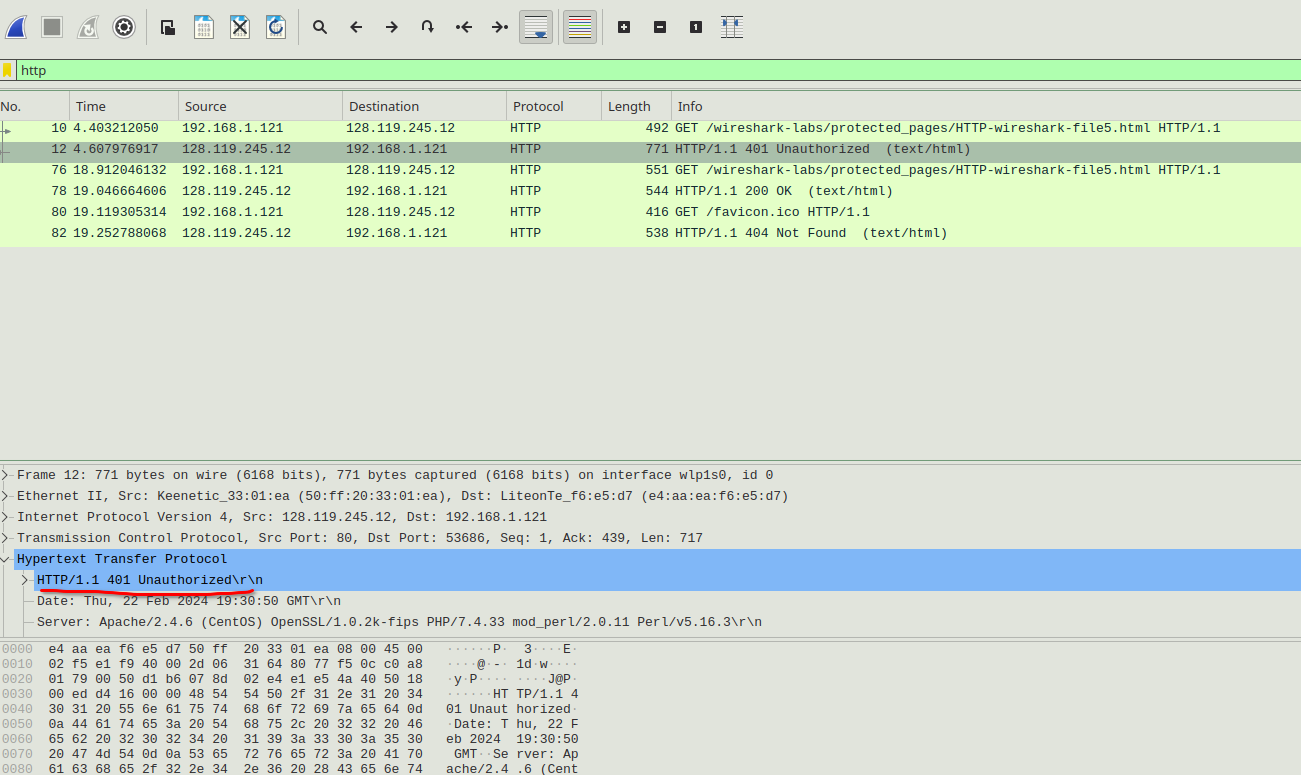 http
No. Time Source Destination Protocol Length Info
10 4.403212050 192.168.1.121 128.119.245.12 HTTP 492 GET /wireshark-labs/protected_pages/HTTP-wireshark-file5.html HTTP/1.1
12 4.607976917 128.119.245.12 192.168.1.121 HTTP 771 HTTP/1.1 401 Unauthorized (text/html)
76 18.912046132 192.168.1.121 128.119.245.12 HTTP 551 GET /wireshark-labs/protected_pages/HTTP-wireshark-file5.html HTTP/1.1
78 19.046664606 128.119.245.12 192.168.1.121 HTTP 544 HTTP/1.1 200 OK (text/html)
80 19.119305314 192.168.1.121 128.119.245.12 HTTP 416 GET /favicon.ico HTTP/1.1
82 19.252788068 128.119.245.12 192.168.1.121 HTTP 538 HTTP/1.1 404 Not Found (text/html)
Frame 12: 771 bytes on wire (6168 bits), 771 bytes captured (6168 bits) on interface wlp1s0, id 0
Ethernet II, Src: Keenetic_33:01:ea (50:ff:20:33:01:ea), Dst: LiteonTe_f6:e5:d7 (e4:aa:ea:f6:e5:d7)
Internet Protocol Version 4, Src: 128.119.245.12, Dst: 192.168.1.121
Transmission Control Protocol, Src Port: 80, Dst Port: 53686, Seq: 1, Ack: 439, Len: 717
Hypertext Transfer Protocol
HTTP/1.1 401 Unauthorized\r\n
Date: Thu, 22 Feb 2024 19:30:50 GMT\r\n
Server: Apache/2.4.6 (CentOS) OpenSSL/1.0.2k-fips PHP/7.4.33 mod_perl/2.0.11 Perl/v5.16.3\r\n
0000 e4 aa ea f6 e5 d7 50 ff 20 33 01 ea 08 00 45 00 ······P· 3····E·
0010 02 f5 e1 f9 40 00 2d 06 31 64 80 77 f5 0c c0 a8 ····@·-· 1d·w····
0020 01 79 00 50 d1 b6 07 8d 02 e4 e1 e5 4a 40 50 18 ·y·P···· ····J@P·
0030 00 ed d4 16 00 00 48 54 54 50 2f 31 2e 31 20 34 ······HT TP/1.1 4
0040 30 31 20 55 6e 61 75 74 68 6f 72 69 7a 65 64 0d 01 Unaut horized·
0050 0a 44 61 74 65 3a 20 54 68 75 2c 20 32 32 20 46 ·Date: T hu, 22 F
0060 65 62 20 32 30 32 34 20 31 39 3a 33 30 3a 35 30 eb 2024 19:30:50
0070 20 47 4d 54 0d 0a 53 65 72 76 65 72 3a 20 41 70 GMT··Se rver: Ap
0080 61 63 68 65 2f 32 2e 34 2e 36 20 28 43 65 6e 74 ache/2.4 .6 (Cent